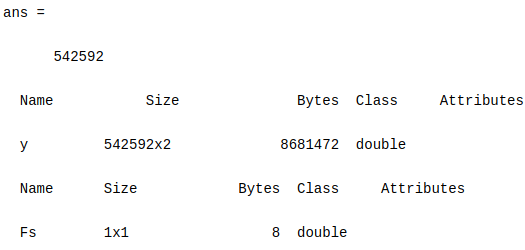 ans =
542592
Name Size Bytes Class Attributes
y 542592x2 8681472 double
Name Size Bytes Class Attributes
Fs 1x1 8 double